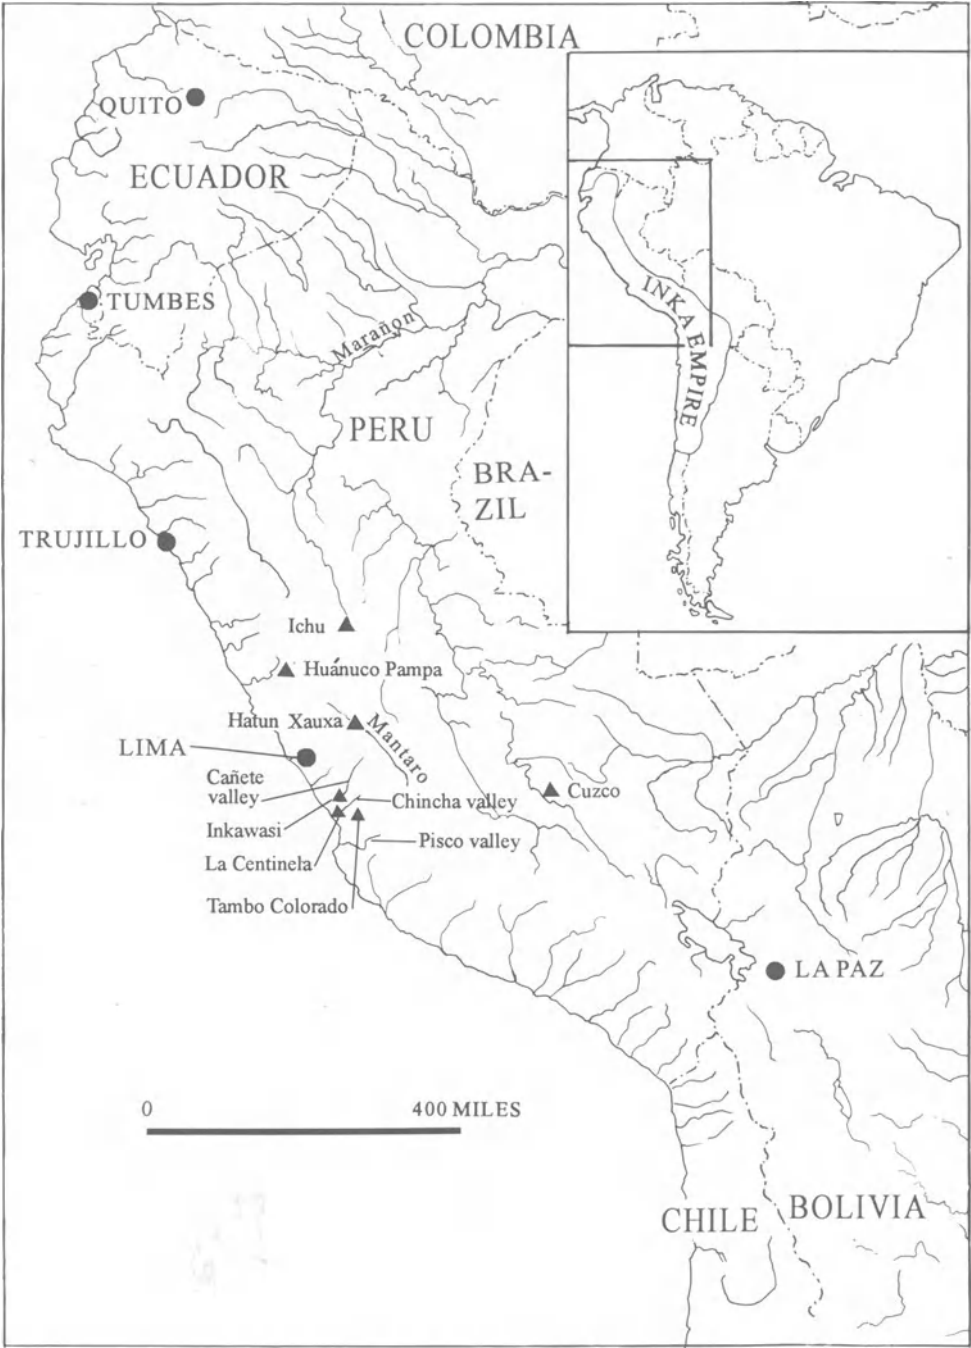 COLOMBIA
QUITO
ECUADOR
TUMBES
Marañon
INKA EMPIRE
PERU
BRA-
ZIL
TRUJILLO
Ichu
Huánuco Pampa
Hatun Xauxa
Mantaro
LIMA
Cañete
valley
Cuzco
Chincha valley
Inkawasi
Pisco valley
La Centinela
Tambo Colorado
LA PAZ
0 400 MILES
CHILE
BOLIVIA